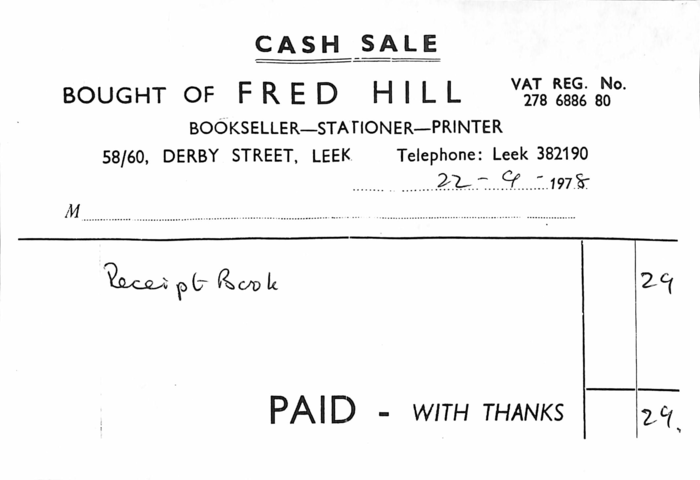 CASH SALE
BOUGHT OF FRED HILL
VAT REG. No.
278 6886 80
BOOKSELLER—STATIONER—PRINTER
58/60, DERBY STREET, LEEK Telephone: Leek 382190
22 - 9 - 1978
M
Receipt Book 29
PAID - WITH THANKS 29.